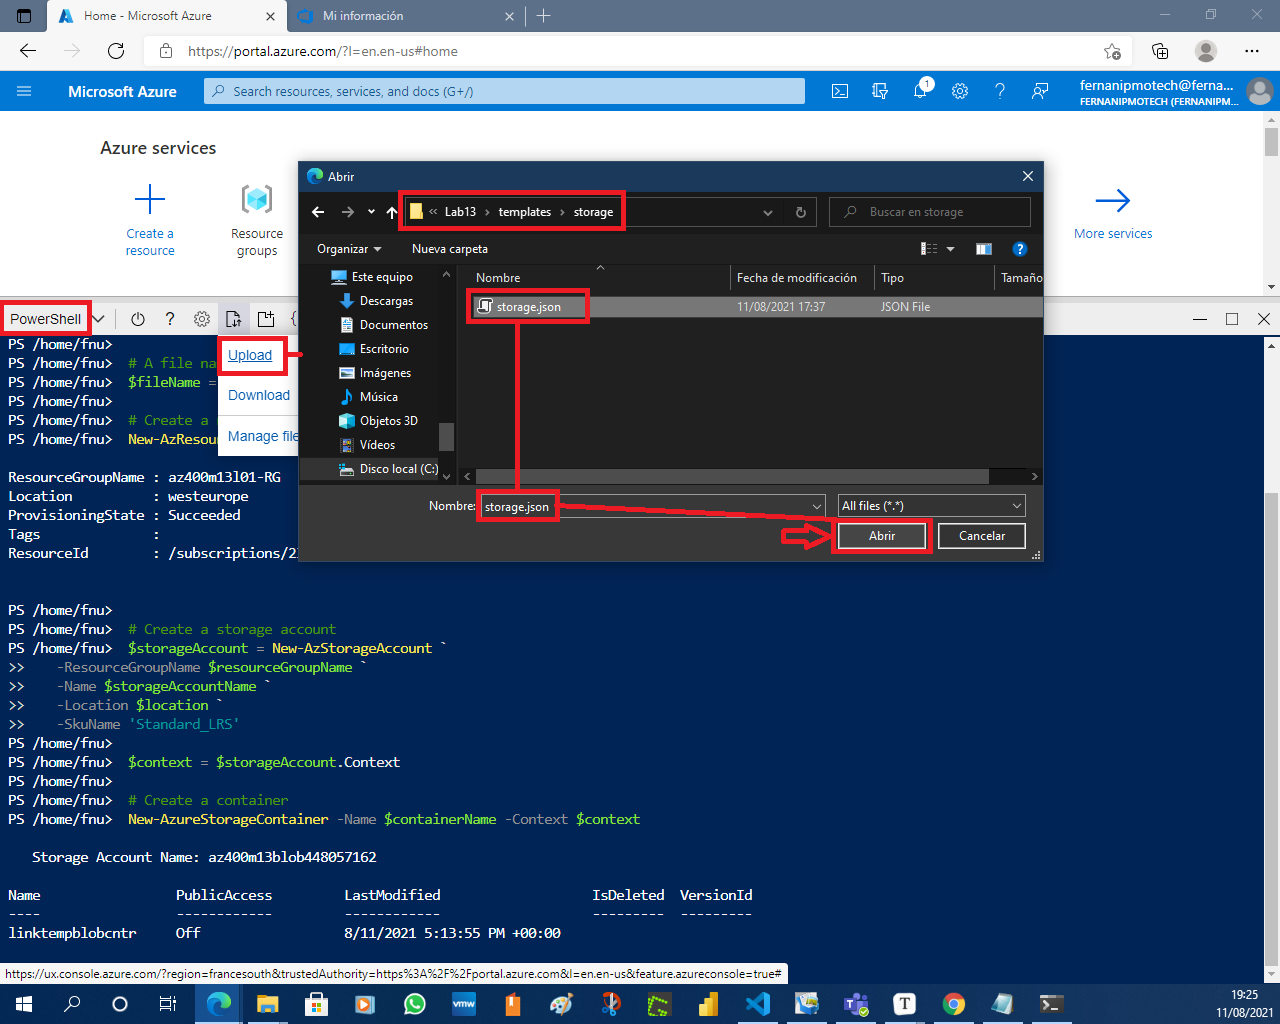 Home - Microsoft Azure
Mi información
https://portal.azure.com/?l=en.en-us#home
Microsoft Azure
Search resources, services, and docs (G+/)
1
fernanipmotech@ferna...
FERNANIPMOTECH (FERNANIPM...
Azure services
Create a resource
Resource groups
More services
Abrir
« Lab13 › templates › storage
Buscar en storage
Organizar
Nueva carpeta
Este equipo
Descargas
Documentos
Escritorio
Imágenes
Música
Objetos 3D
Vídeos
Disco local (C:)
Nombre
Fecha de modificación
Tipo
Tamaño
storage.json
11/08/2021 17:37
JSON File
Nombre:
storage.json
All files (*.*)
Abrir
Cancelar
PowerShell
Upload
Download
Manage file
PS /home/fnu>
PS /home/fnu> # A file na
PS /home/fnu> $fileName =
PS /home/fnu>
PS /home/fnu> # Create a
PS /home/fnu> New-AzResou
ResourceGroupName : az400m13l01-RG
Location : westeurope
ProvisioningState : Succeeded
Tags :
ResourceId : /subscriptions/2
PS /home/fnu>
PS /home/fnu> # Create a storage account
PS /home/fnu> $storageAccount = New-AzStorageAccount `
>> -ResourceGroupName $resourceGroupName `
>> -Name $storageAccountName `
>> -Location $location `
>> -SkuName 'Standard_LRS'
PS /home/fnu>
PS /home/fnu> $context = $storageAccount.Context
PS /home/fnu>
PS /home/fnu> # Create a container
PS /home/fnu> New-AzureStorageContainer -Name $containerName -Context $context
Storage Account Name: az400m13blob448057162
Name PublicAccess LastModified IsDeleted VersionId
---- ------------ ------------ --------- ---------
linktempblobcntr Off 8/11/2021 5:13:55 PM +00:00
https://ux.console.azure.com/?region=francesouth&trustedAuthority=https%3A%2F%2Fportal.azure.com&l=en.en-us&feature.azureconsole=true#
vmw
T
19:25
11/08/2021